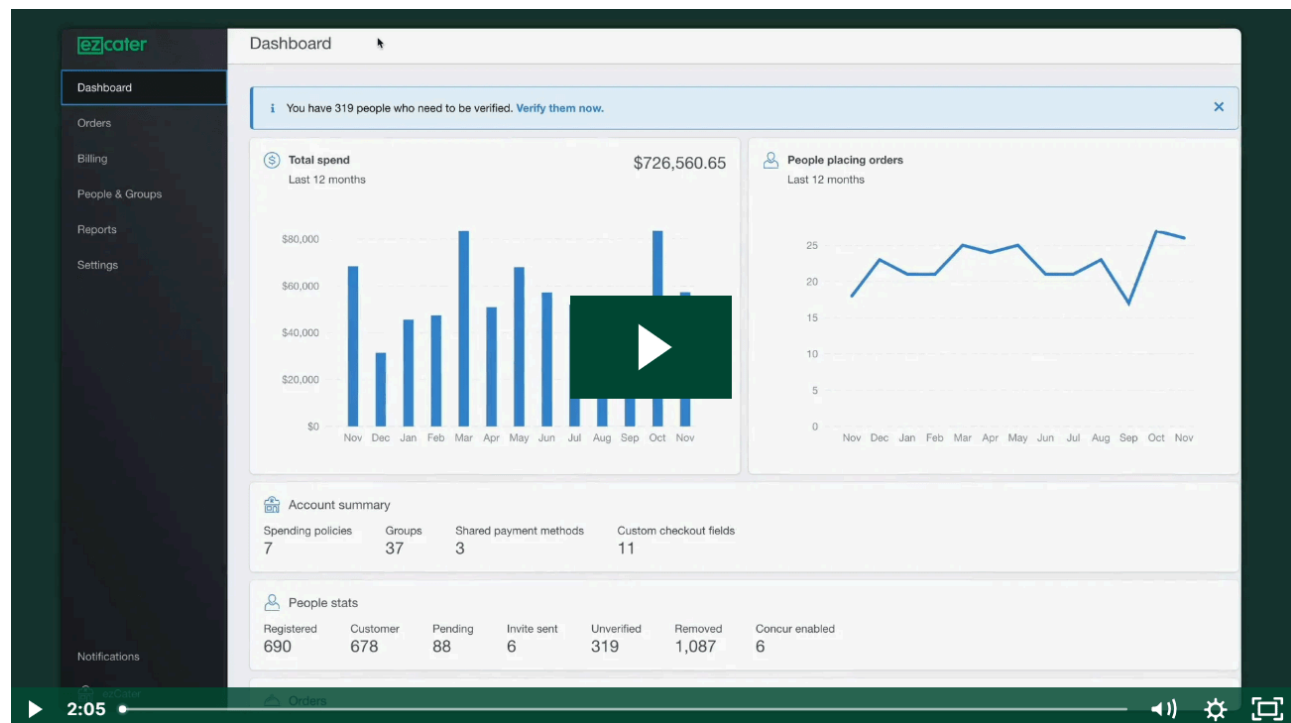 ezcater
Dashboard
Dashboard
Orders
Billing
People & Groups
Reports
Settings
Notifications
ezCater
i You have 319 people who need to be verified. Verify them now.
Total spend
$726,560.65
Last 12 months
$80,000
$60,000
$40,000
$20,000
$0
Nov Dec Jan Feb Mar Apr May Jun Jul Aug Sep Oct Nov
People placing orders
Last 12 months
25
20
15
10
5
0
Nov Dec Jan Feb Mar Apr May Jun Jul Aug Sep Oct Nov
Account summary
Spending policies Groups Shared payment methods Custom checkout fields
7 37 3 11
People stats
Registered Customer Pending Invite sent Unverified Removed Concur enabled
690 678 88 6 319 1,087 6
Orders
2:05